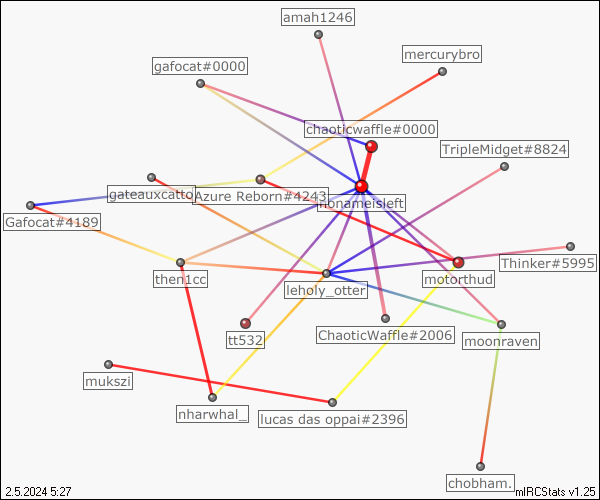 amah1246
mercurybro
gafocat#0000
chaoticwaffle#0000
TripleMidget#8824
gateauxcatto
Azure Reborn#4243
nonameisleft
Gafocat#4189
Thinker#5995
then1cc
motorthud
leholy_otter
tt532
ChaoticWaffle#2006
moonraven
mukszi
nharwhal_
lucas das oppai#2396
chobham.
2.5.2024 5:27
mIRCStats v1.25